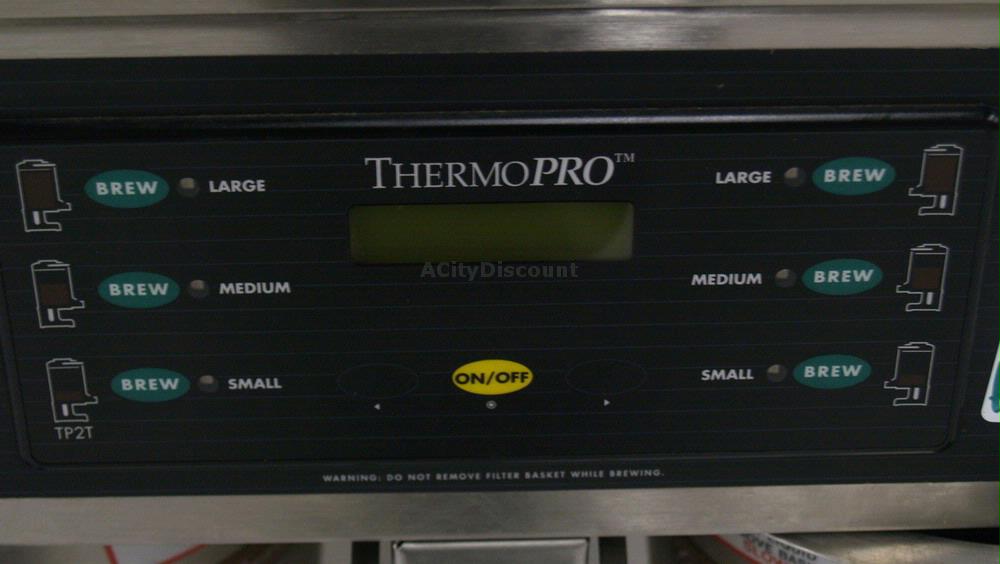 THERMOPRO™
BREW LARGE
LARGE BREW
ACityDiscount
BREW MEDIUM
MEDIUM BREW
BREW SMALL
ON/OFF
SMALL BREW
TP2T
WARNING: DO NOT REMOVE FILTER BASKET WHILE BREWING.